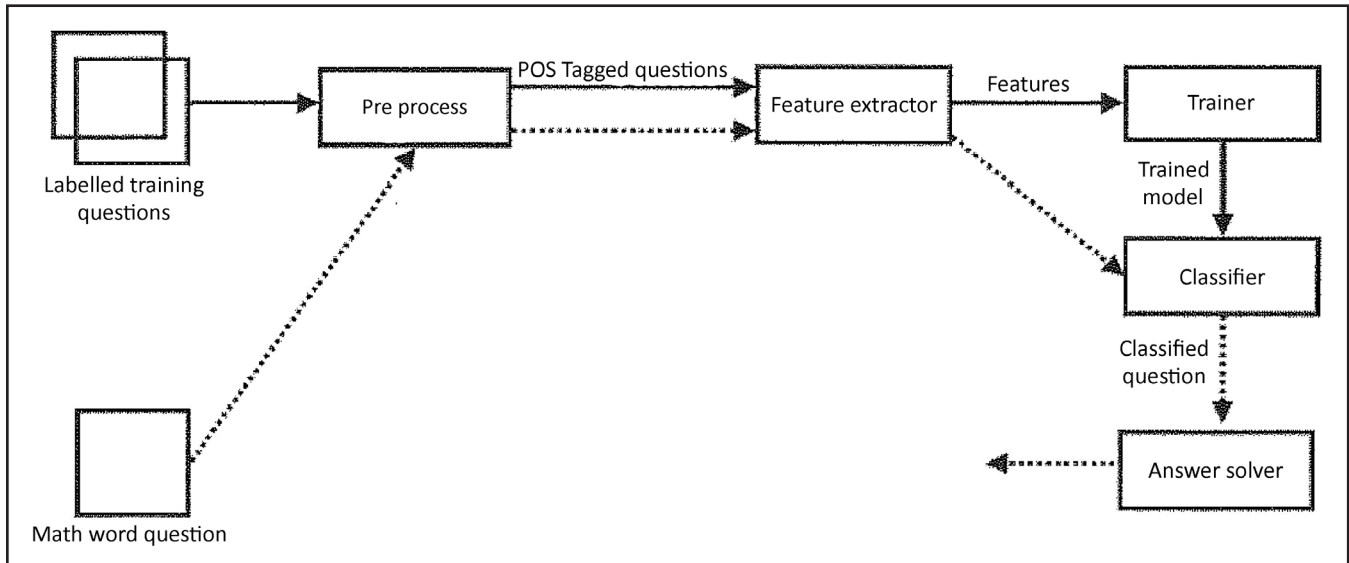 POS Tagged questions
Pre process
Feature extractor
Features
Trainer
Labelled training
questions
Trained
model
Classifier
Classified
question
Answer solver
Math word question